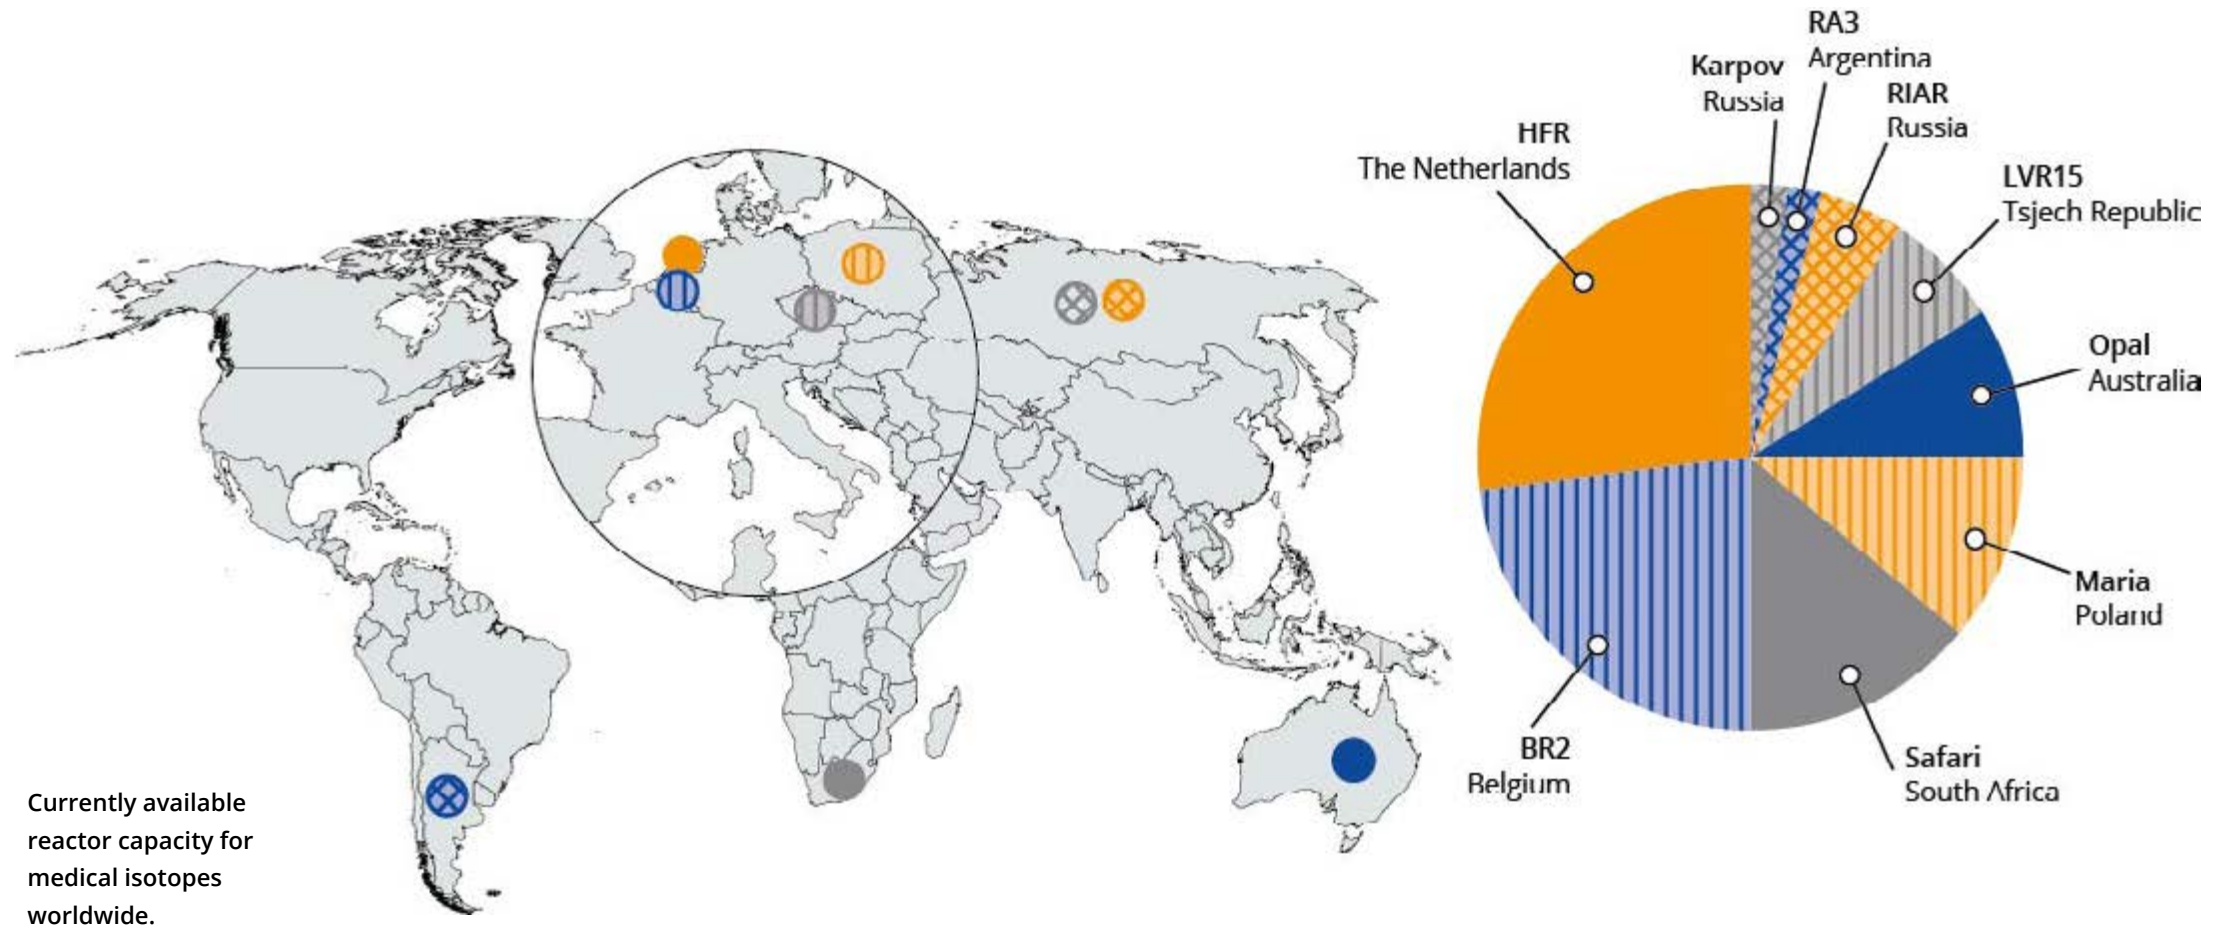 RA3
Argentina
Karpov
Russia
RIAR
Russia
HFR
The Netherlands
LVR15
Tsjech Republic
Opal
Australia
Maria
Poland
BR2
Belgium
Safari
South Africa
Currently available
reactor capacity for
medical isotopes
worldwide.